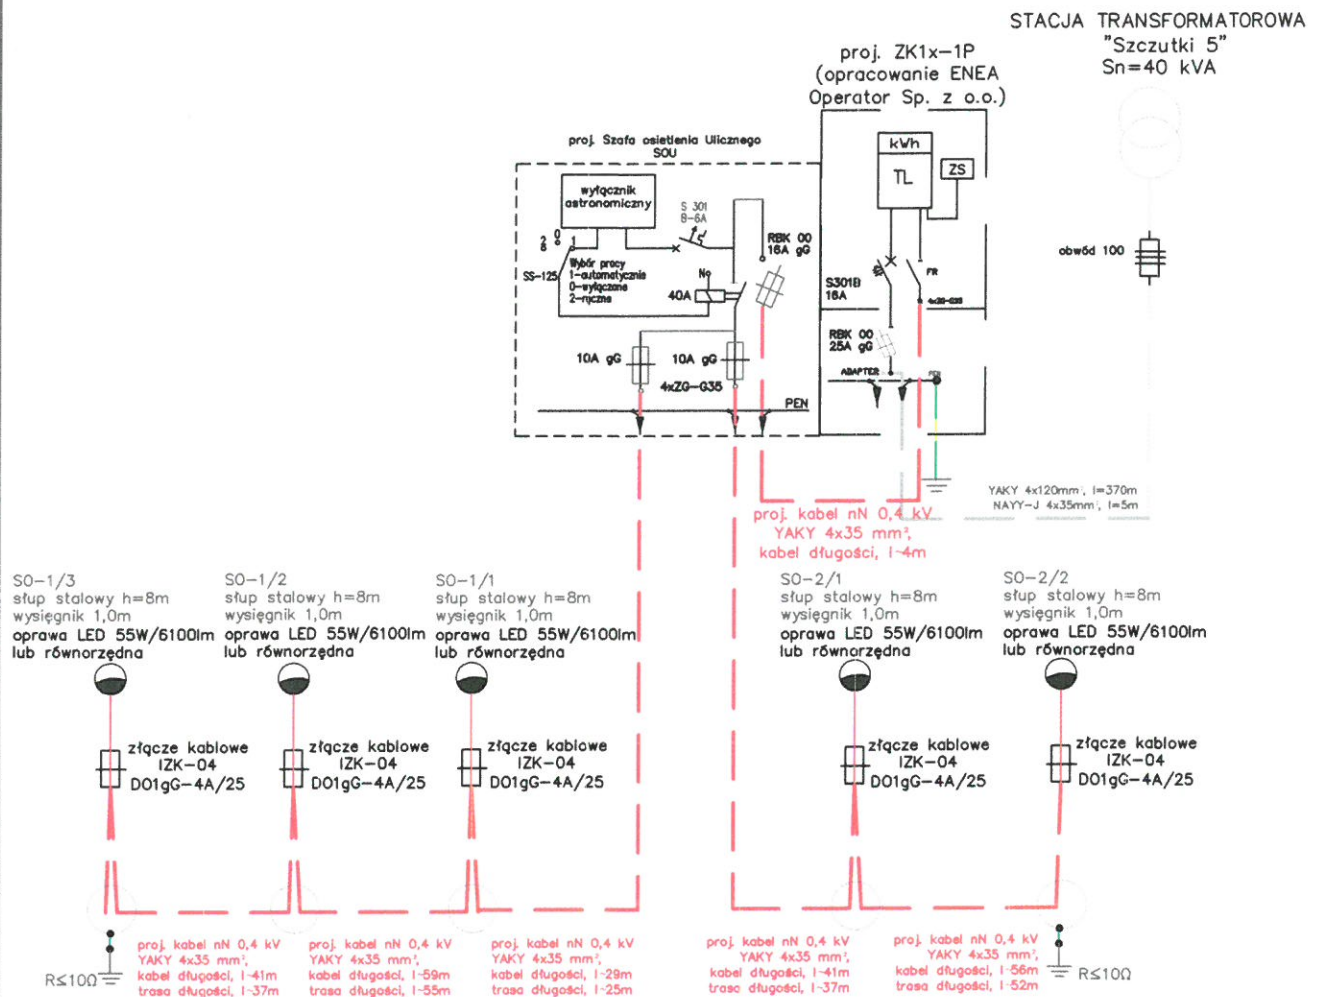 STACJA TRANSFORMATOROWA
"Szczutki 5"
Sn=40 kVA
proj. ZK1x-1P
(opracowanie ENEA
Operator Sp. z o.o.)
proj. Szafa osietlenia Ulicznego
SOU
kWh
TL
ZS
wyłącznik
astronomiczny
S 301
B-6A
RBK 00
16A gG
obwód 100
2 0 1
SS-125
Wybór pracy
1-automatycznie
0-wyłączone
2-ręczne
N
40A
S301B
16A
FR
4xZG-G35
RBK 00
25A gG
10A gG
10A gG
4xZG-G35
ADAPTER
PEN
PEN
YAKY 4x120mm², l=370m
NAYY-J 4x35mm², l=5m
proj. kabel nN 0,4 kV
YAKY 4x35 mm²,
kabel długości, l-4m
SO-1/3
słup stalowy h=8m
wysięgnik 1,0m
oprawa LED 55W/6100lm
lub równorzędna
SO-1/2
słup stalowy h=8m
wysięgnik 1,0m
oprawa LED 55W/6100lm
lub równorzędna
SO-1/1
słup stalowy h=8m
wysięgnik 1,0m
oprawa LED 55W/6100lm
lub równorzędna
SO-2/1
słup stalowy h=8m
wysięgnik 1,0m
oprawa LED 55W/6100lm
lub równorzędna
SO-2/2
słup stalowy h=8m
wysięgnik 1,0m
oprawa LED 55W/6100lm
lub równorzędna
złącze kablowe
IZK-04
D01gG-4A/25
złącze kablowe
IZK-04
D01gG-4A/25
złącze kablowe
IZK-04
D01gG-4A/25
złącze kablowe
IZK-04
D01gG-4A/25
złącze kablowe
IZK-04
D01gG-4A/25
R≤10Ω
proj. kabel nN 0,4 kV
YAKY 4x35 mm²,
kabel długości, l-41m
trasa długości, l-37m
proj. kabel nN 0,4 kV
YAKY 4x35 mm²,
kabel długości, l-59m
trasa długości, l-55m
proj. kabel nN 0,4 kV
YAKY 4x35 mm²,
kabel długości, l-29m
trasa długości, l-25m
proj. kabel nN 0,4 kV
YAKY 4x35 mm²,
kabel długości, l-41m
trasa długości, l-37m
proj. kabel nN 0,4 kV
YAKY 4x35 mm²,
kabel długości, l-56m
trasa długości, l-52m
R≤10Ω